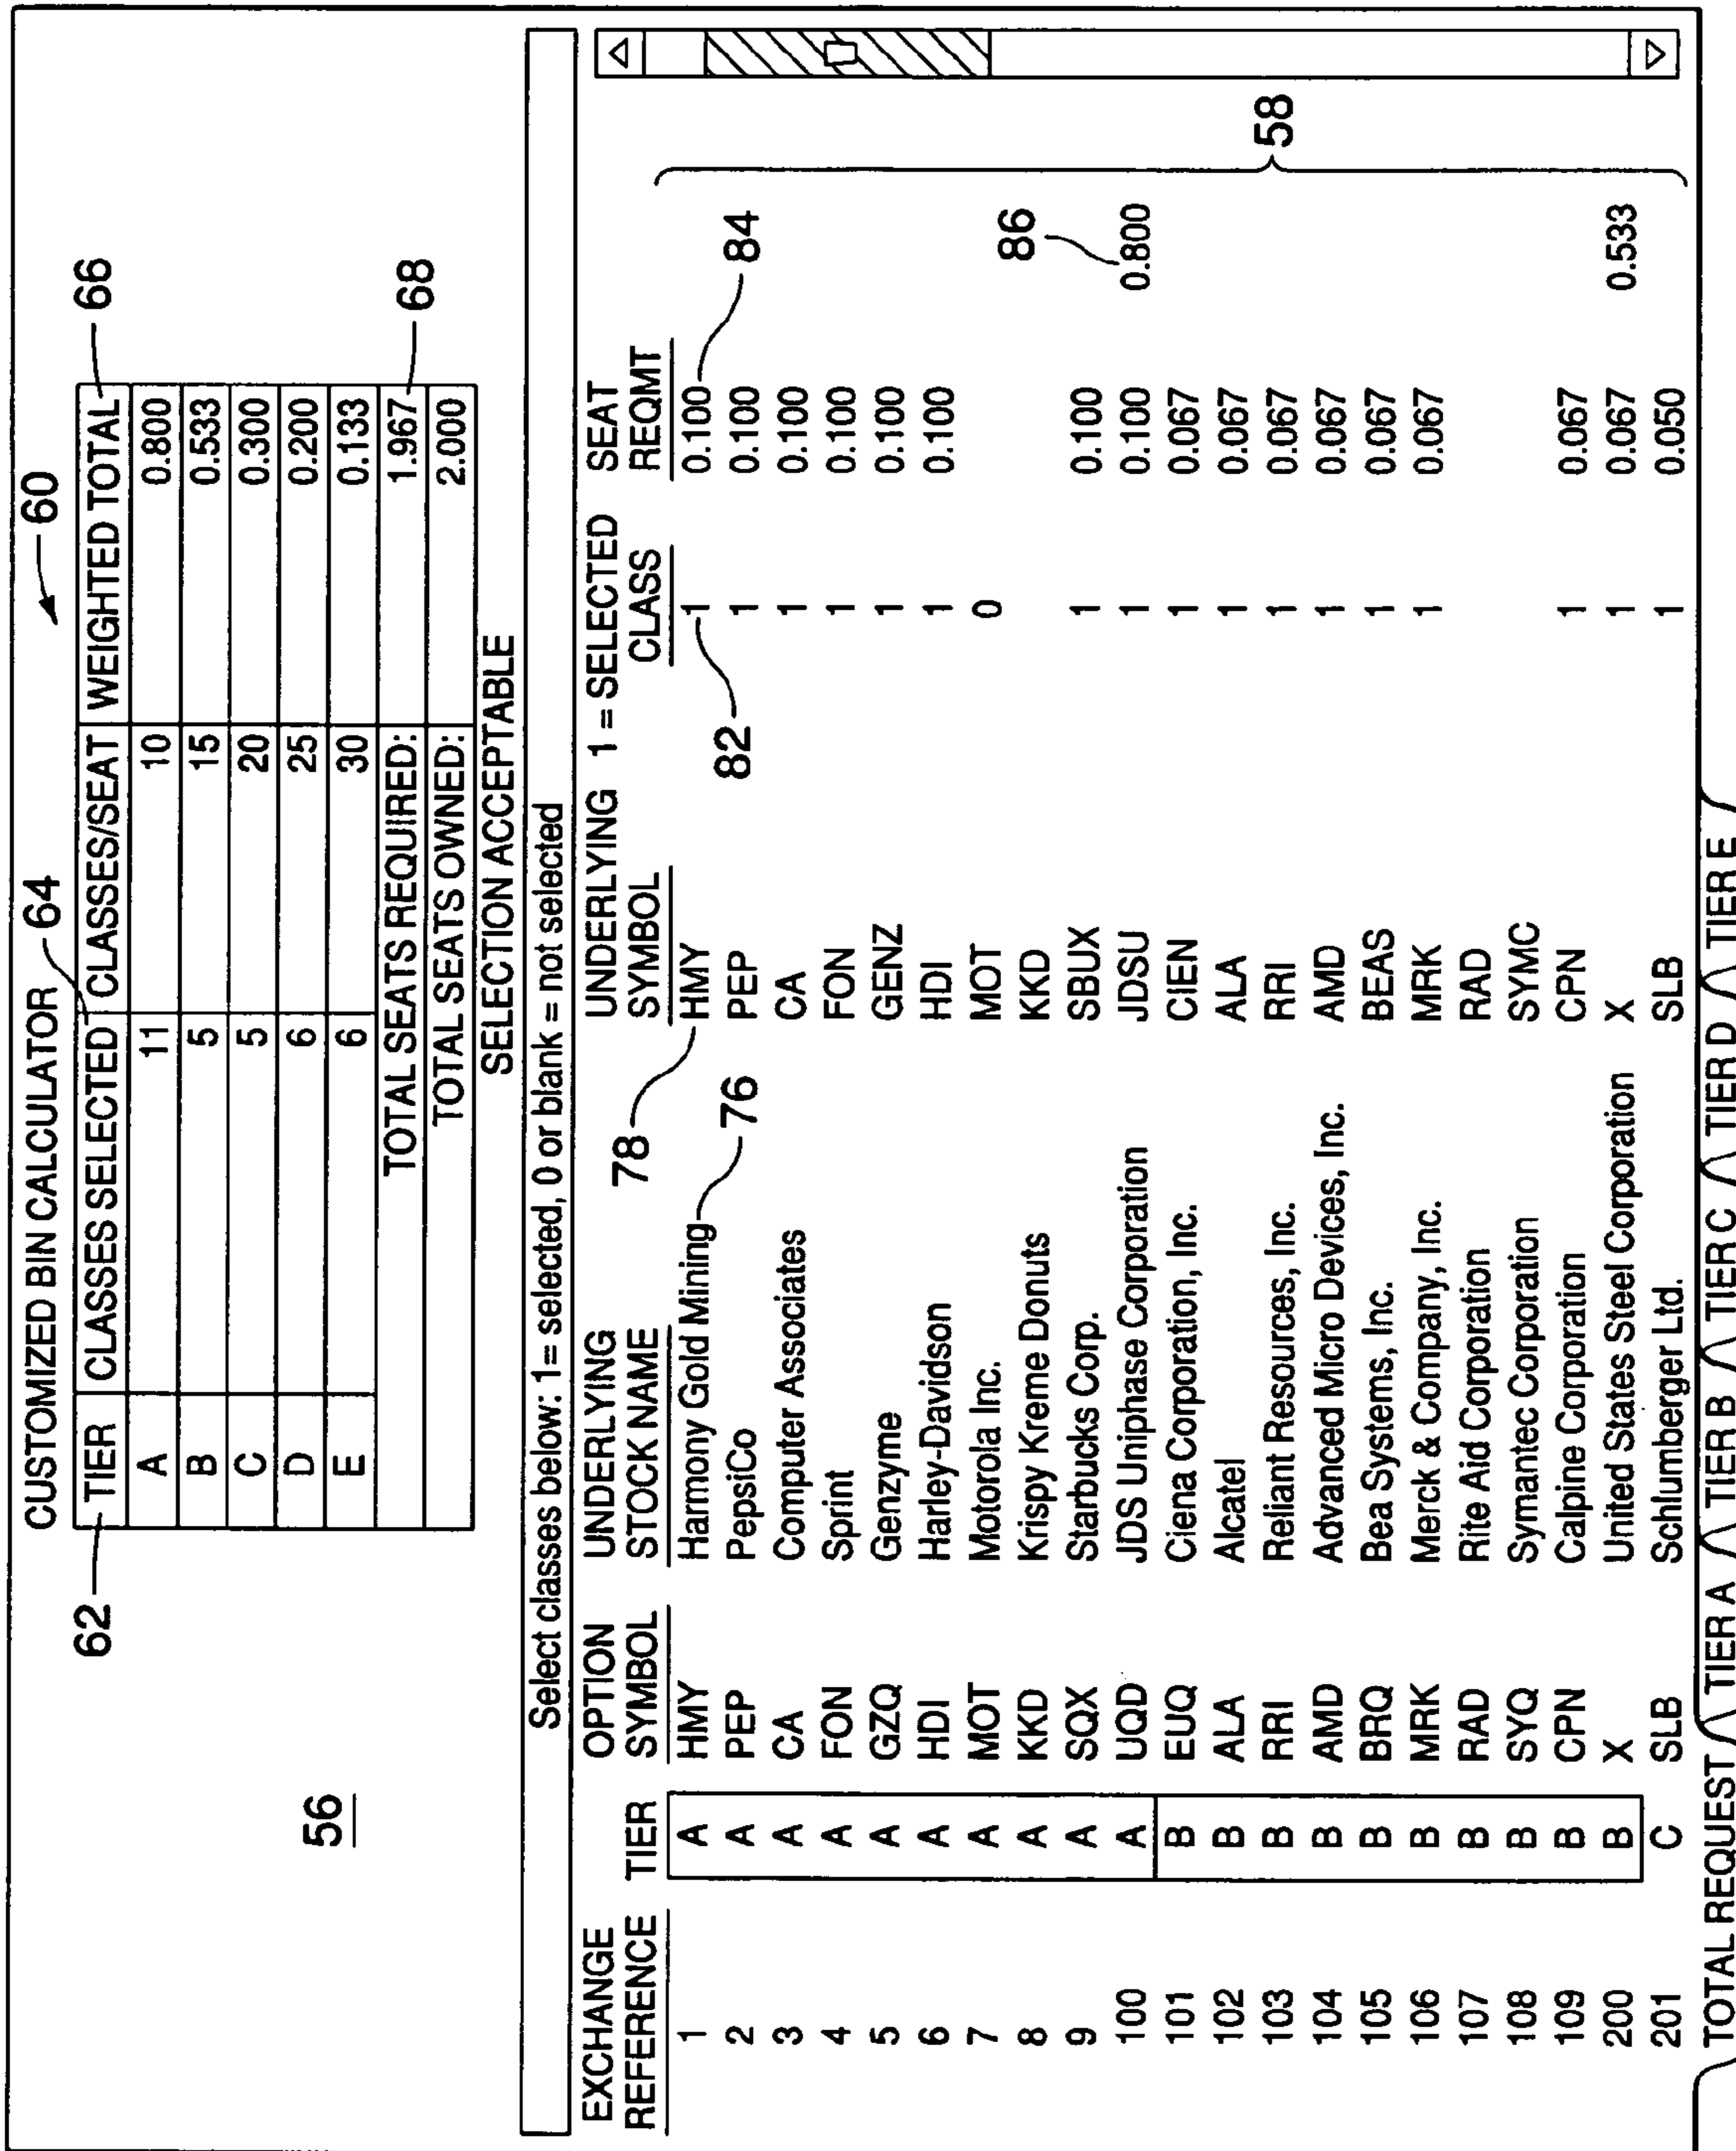 CUSTOMIZED BIN CALCULATOR
60
62 TIER CLASSES SELECTED 64 CLASSES/SEAT WEIGHTED TOTAL 66
A 11 10 0.800
B 5 15 0.533
C 5 20 0.300
D 6 25 0.200
E 6 30 0.133
TOTAL SEATS REQUIRED: 1.967 68
TOTAL SEATS OWNED: 2.000
SELECTION ACCEPTABLE
56
Select classes below: 1= selected, 0 or blank = not selected
EXCHANGE OPTION UNDERLYING UNDERLYING 1 = SELECTED SEAT
REFERENCE TIER SYMBOL STOCK NAME SYMBOL CLASS REQMT
78 76 82 84
1 A HMY Harmony Gold Mining HMY 1 0.100
2 A PEP PepsiCo PEP 1 0.100
3 A CA Computer Associates CA 1 0.100
4 A FON Sprint FON 1 0.100
5 A GZQ Genzyme GENZ 1 0.100
6 A HDI Harley-Davidson HDI 1 0.100
7 A MOT Motorola Inc. MOT 0
8 A KKD Krispy Kreme Donuts KKD
9 A SQX Starbucks Corp. SBUX 1 0.100
86
100 A UQD JDS Uniphase Corporation JDSU 1 0.100 0.800
101 B EUQ Ciena Corporation, Inc. CIEN 1 0.067
102 B ALA Alcatel ALA 1 0.067
103 B RRI Reliant Resources, Inc. RRI 1 0.067
104 B AMD Advanced Micro Devices, Inc. AMD 1 0.067
105 B BRQ Bea Systems, Inc. BEAS 1 0.067
106 B MRK Merck & Company, Inc. MRK 1 0.067
107 B RAD Rite Aid Corporation RAD
108 B SYQ Symantec Corporation SYMC
109 B CPN Calpine Corporation CPN 1 0.067
200 B X United States Steel Corporation X 1 0.067 0.533
201 C SLB Schlumberger Ltd. SLB 1 0.050
58
TOTAL REQUEST TIER A TIER B TIER C TIER D TIER E